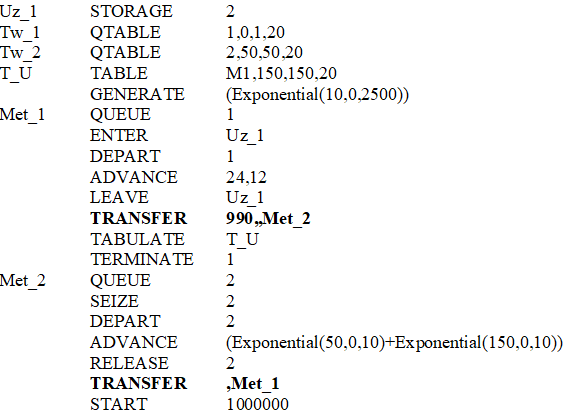 Uz_1 STORAGE 2
Tw_1 QTABLE 1,0,1,20
Tw_2 QTABLE 2,50,50,20
T_U TABLE M1,150,150,20
GENERATE (Exponential(10,0,2500))
Met_1 QUEUE 1
ENTER Uz_1
DEPART 1
ADVANCE 24,12
LEAVE Uz_1
TRANSFER 990,,Met_2
TABULATE T_U
TERMINATE 1
Met_2 QUEUE 2
SEIZE 2
DEPART 2
ADVANCE (Exponential(50,0,10)+Exponential(150,0,10))
RELEASE 2
TRANSFER ,Met_1
START 1000000